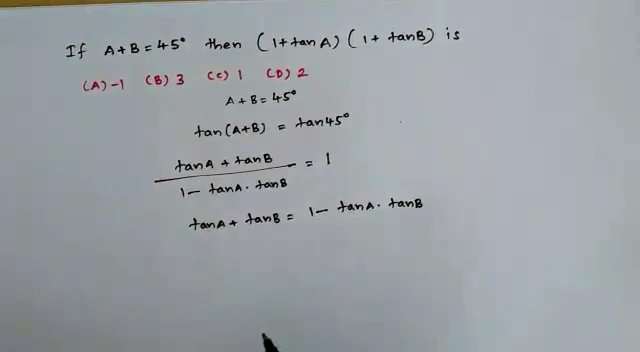 If A+B=45° then (1+tanA)(1+tanB) is
(A)-1 (B) 3 (C) 1 (D) 2
A+B=45°
tan(A+B) = tan45°
tanA + tanB
1- tanA. tanB = 1
tanA + tanB = 1- tanA. tanB